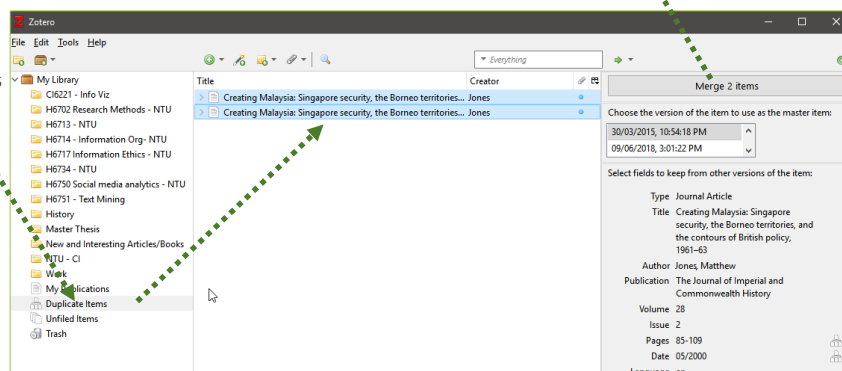 Zotero
File Edit Tools Help
Everything
My Library
CI6221 - Info Viz
H6702 Research Methods - NTU
H6713 - NTU
H6714 - Information Org- NTU
H6717 Information Ethics - NTU
H6734 - NTU
H6750 Social media analytics - NTU
H6751 - Text Mining
History
Master Thesis
New and Interesting Articles/Books
NTU - CI
Work
My Publications
Duplicate Items
Unfiled Items
Trash
Title Creator
Creating Malaysia: Singapore security, the Borneo territories... Jones
Creating Malaysia: Singapore security, the Borneo territories... Jones
Merge 2 items
Choose the version of the item to use as the master item:
30/03/2015, 10:54:18 PM
09/06/2018, 3:01:22 PM
Select fields to keep from other versions of the item:
Type Journal Article
Title Creating Malaysia: Singapore
security, the Borneo territories, and
the contours of British policy,
1961–63
Author Jones, Matthew
Publication The Journal of Imperial and
Commonwealth History
Volume 28
Issue 2
Pages 85-109
Date 05/2000